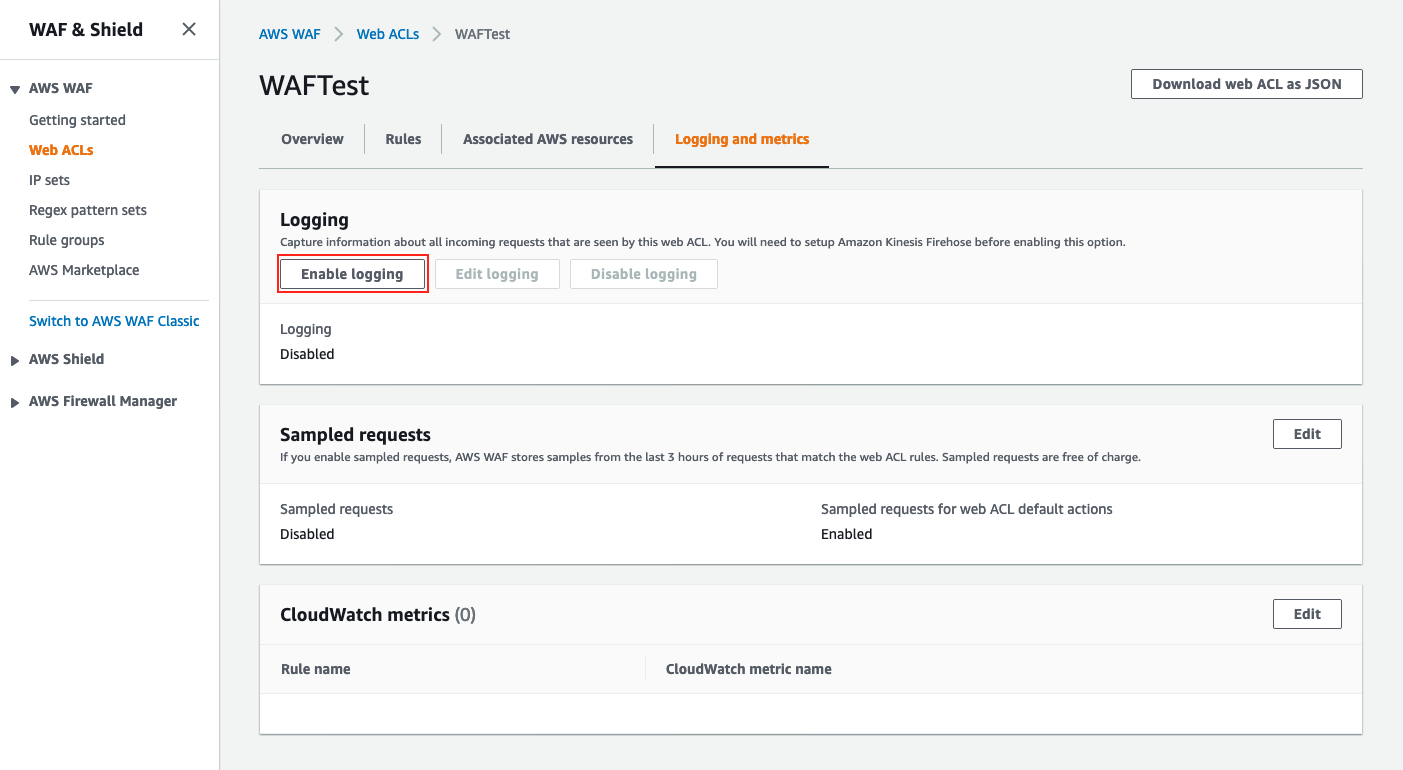 WAF & Shield
AWS WAF
Getting started
Web ACLs
IP sets
Regex pattern sets
Rule groups
AWS Marketplace
Switch to AWS WAF Classic
AWS Shield
AWS Firewall Manager
AWS WAF
Web ACLs
WAFTest
WAFTest
Download web ACL as JSON
Overview
Rules
Associated AWS resources
Logging and metrics
Logging
Capture information about all incoming requests that are seen by this web ACL. You will need to setup Amazon Kinesis Firehose before enabling this option.
Enable logging
Edit logging
Disable logging
Logging
Disabled
Sampled requests
Edit
If you enable sampled requests, AWS WAF stores samples from the last 3 hours of requests that match the web ACL rules. Sampled requests are free of charge.
Sampled requests
Disabled
Sampled requests for web ACL default actions
Enabled
CloudWatch metrics (0)
Edit
Rule name
CloudWatch metric name